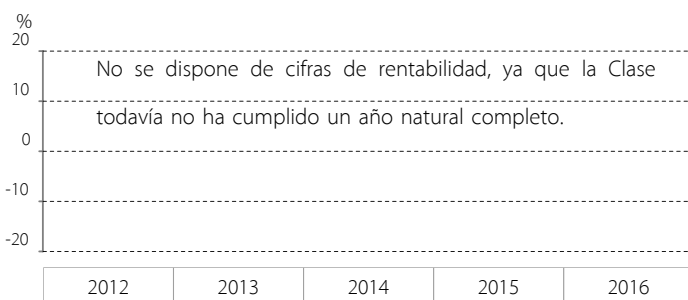 %
20
No se dispone de cifras de rentabilidad, ya que la Clase
10
todavía no ha cumplido un año natural completo.
0
-10
-20
2012 2013 2014 2015 2016